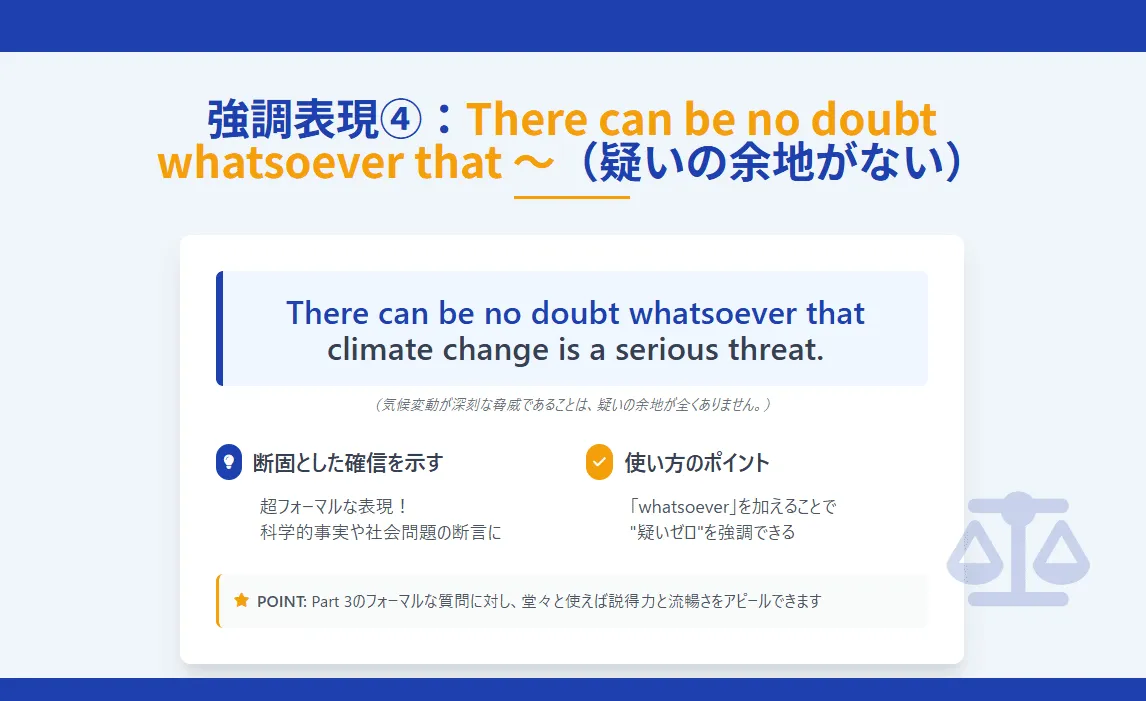 強調表現④：There can be no doubt
whatsoever that ～（疑いの余地がない）
There can be no doubt whatsoever that
climate change is a serious threat.
（気候変動が深刻な脅威であることは、疑いの余地が全くありません。）
断固とした確信を示す
超フォーマルな表現！
科学的事実や社会問題の断言に
使い方のポイント
「whatsoever」を加えることで
"疑いゼロ"を強調できる
POINT: Part 3のフォーマルな質問に対し、堂々と使えば説得力と流暢さをアピールできます